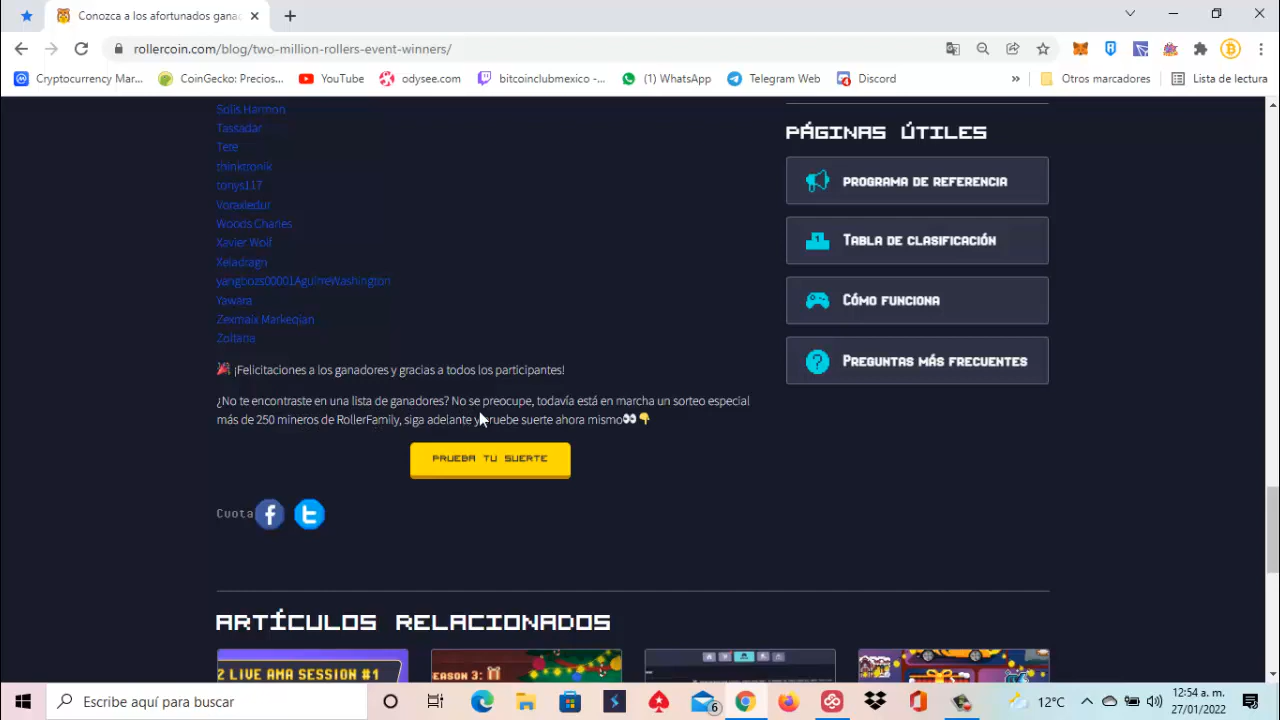 Conozca a los afortunados gana
rollercoin.com/blog/two-million-rollers-event-winners/
Cryptocurrency Mar...
CoinGecko: Precios...
YouTube
odysee.com
bitcoinclubmexico -...
(1) WhatsApp
Telegram Web
Discord
»
Otros marcadores
Lista de lectura
Solis Harmon
Tassadar
Tete
thinktronik
tonys117
Voraxledur
Woods Charles
Xavier Wolf
Xeladragn
yangbozs00001AguirreWashington
Yawara
Zexmaix Markeqian
Zoltana
¡Felicitaciones a los ganadores y gracias a todos los participantes!
¿No te encontraste en una lista de ganadores? No se preocupe, todavía está en marcha un sorteo especial
más de 250 mineros de RollerFamily, siga adelante y pruebe suerte ahora mismo
PRUEBA TU SUERTE
Cuota
PÁGINAS ÚTILES
PROGRAMA DE REFERENCIA
TABLA DE CLASIFICACIÓN
CÓMO FUNCIONA
PREGUNTAS MÁS FRECUENTES
ARTÍCULOS RELACIONADOS
2 LIVE AMA SESSION #1
EASON 3:
Escribe aquí para buscar
6
12°C
12:54 a. m.
27/01/2022